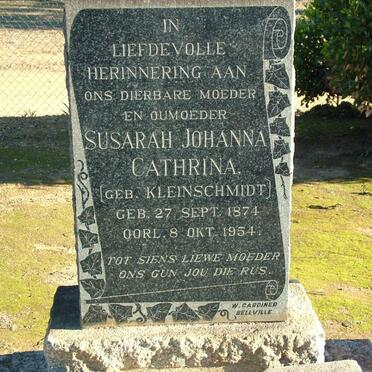 IN
LIEFDEVOLLE
HERINNERING AAN
ONS DIERBARE MOEDER
EN OUMOEDER
SUSARAH JOHANNA
CATHRINA.
(GEB. KLEINSCHMIDT)
GEB. 27 SEPT. 1874
OORL. 8 OKT. 1954.
TOT SIENS LIEWE MOEDER
ONS GUN JOU DIE RUS.
W. GARDINER
BELLVILLE